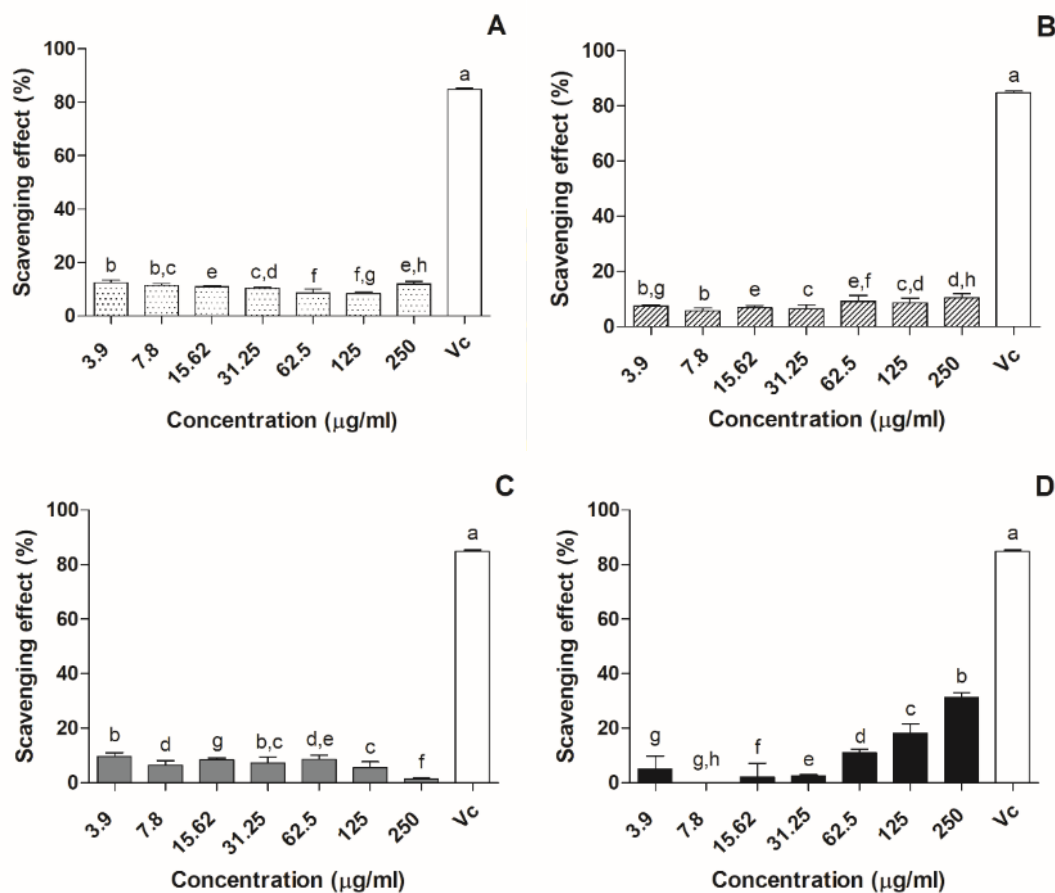 A
Scavenging effect (%)
100
80
60
40
20
0
a
b
b,c
e
c,d
f
f,g
e,h
3.9
7.8
15.62
31.25
62.5
125
250
Vc
Concentration (μg/ml)
B
Scavenging effect (%)
100
80
60
40
20
0
a
b,g
b
e
c
e,f
c,d
d,h
3.9
7.8
15.62
31.25
62.5
125
250
Vc
Concentration (μg/ml)
C
Scavenging effect (%)
100
80
60
40
20
0
a
b
d
g
b,c
d,e
c
f
3.9
7.8
15.62
31.25
62.5
125
250
Vc
Concentration (μg/ml)
D
Scavenging effect (%)
100
80
60
40
20
0
a
g
g,h
f
e
d
c
b
3.9
7.8
15.62
31.25
62.5
125
250
Vc
Concentration (μg/ml)